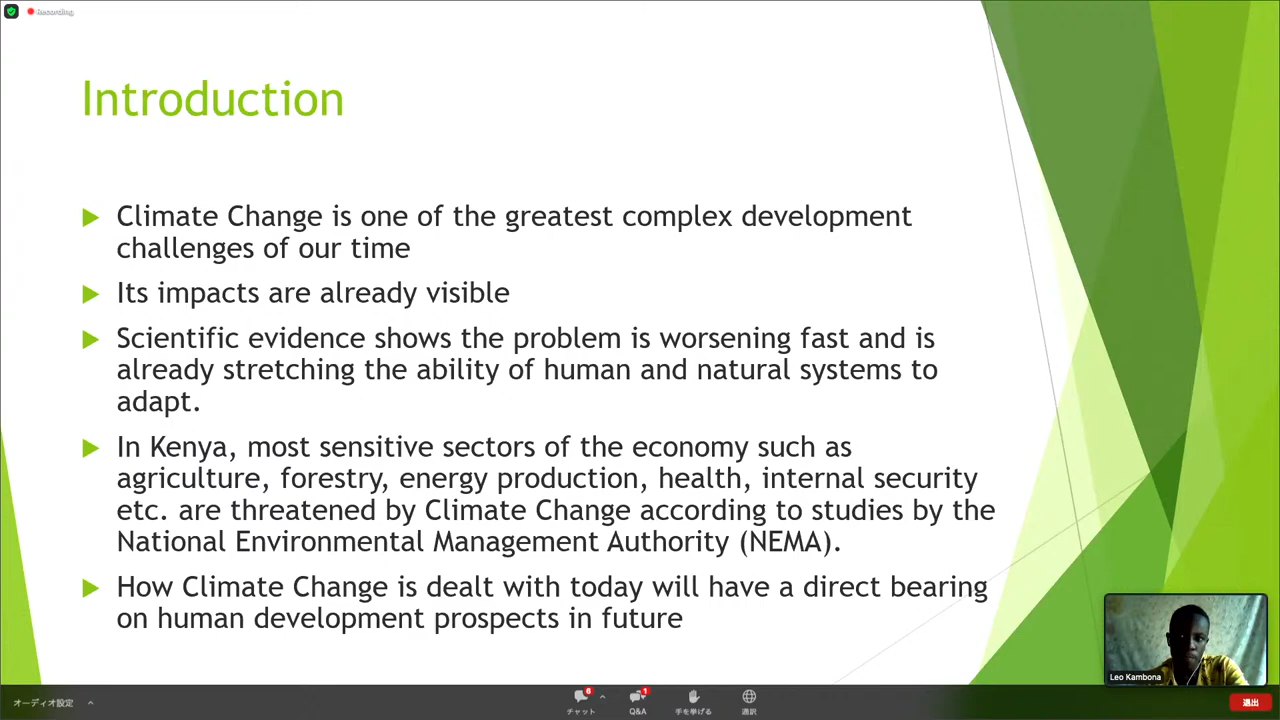 Recording
Introduction
Climate Change is one of the greatest complex development
challenges of our time
Its impacts are already visible
Scientific evidence shows the problem is worsening fast and is
already stretching the ability of human and natural systems to
adapt.
In Kenya, most sensitive sectors of the economy such as
agriculture, forestry, energy production, health, internal security
etc. are threatened by Climate Change according to studies by the
National Environmental Management Authority (NEMA).
How Climate Change is dealt with today will have a direct bearing
on human development prospects in future
Leo Kambona
オーディオ設定
6
チャット
1
Q&A
手を挙げる
通訳
退出